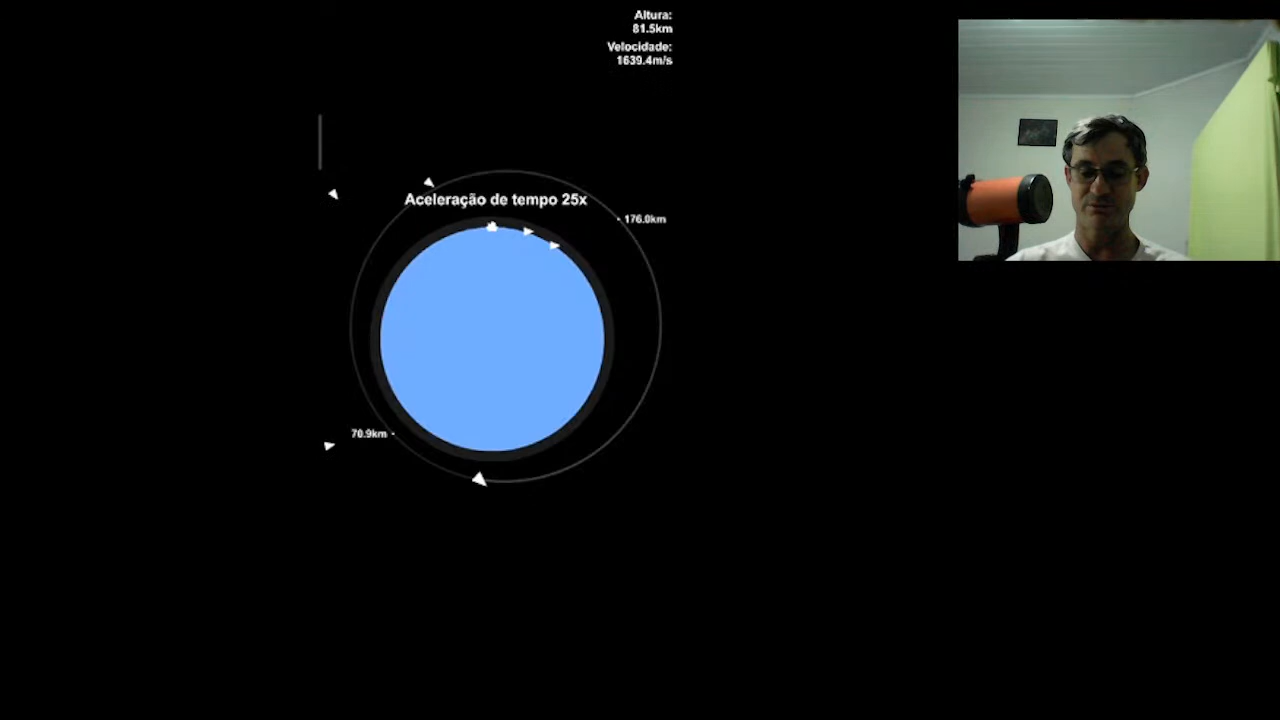 Altura:
81.5km
Velocidade:
1639.4m/s
Aceleração de tempo 25x
176.0km
70.9km